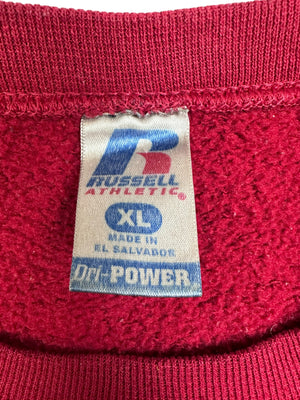 RUSSELL
ATHLETIC®
XL
MADE IN
EL SALVADOR
Dri-POWER